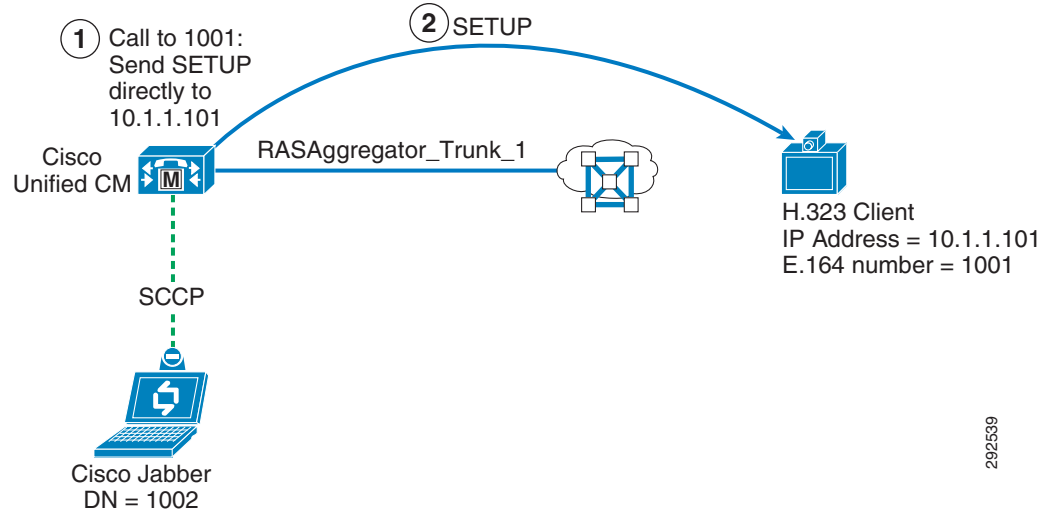 1
Call to 1001:
Send SETUP
directly to
10.1.1.101
2
SETUP
Cisco
Unified CM
M
RASAggregator_Trunk_1
H.323 Client
IP Address = 10.1.1.101
E.164 number = 1001
SCCP
Cisco Jabber
DN = 1002
292539